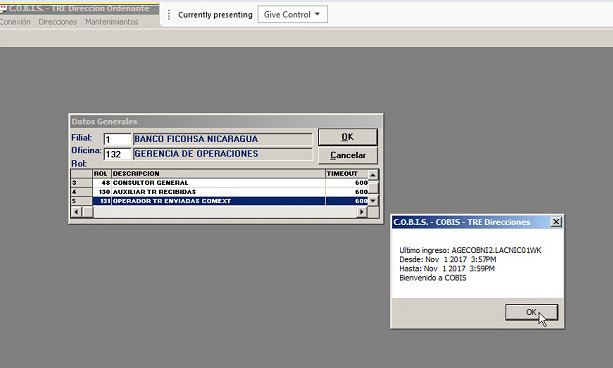 C.O.B.I.S. - TRE Dirección Ordenante
Conexión Direcciones Mantenimientos
Currently presenting Give Control
Datos Generales
Filial: 1 BANCO FICOHSA NICARAGUA OK
Oficina: 132 GERENCIA DE OPERACIONES Cancelar
Rol:
ROL DESCRIPCION TIMEOUT
3 48 CONSULTOR GENERAL 600
4 130 AUXILIAR TR RECIBIDAS 600
5 131 OPERADOR TR ENVIADAS COMEXT 600
C.O.B.I.S. - COBIS - TRE Direcciones
Ultimo ingreso: AGECOBNI2.LACNIC01WK
Desde: Nov 1 2017 3:57PM
Hasta: Nov 1 2017 3:59PM
Bienvenido a COBIS
OK